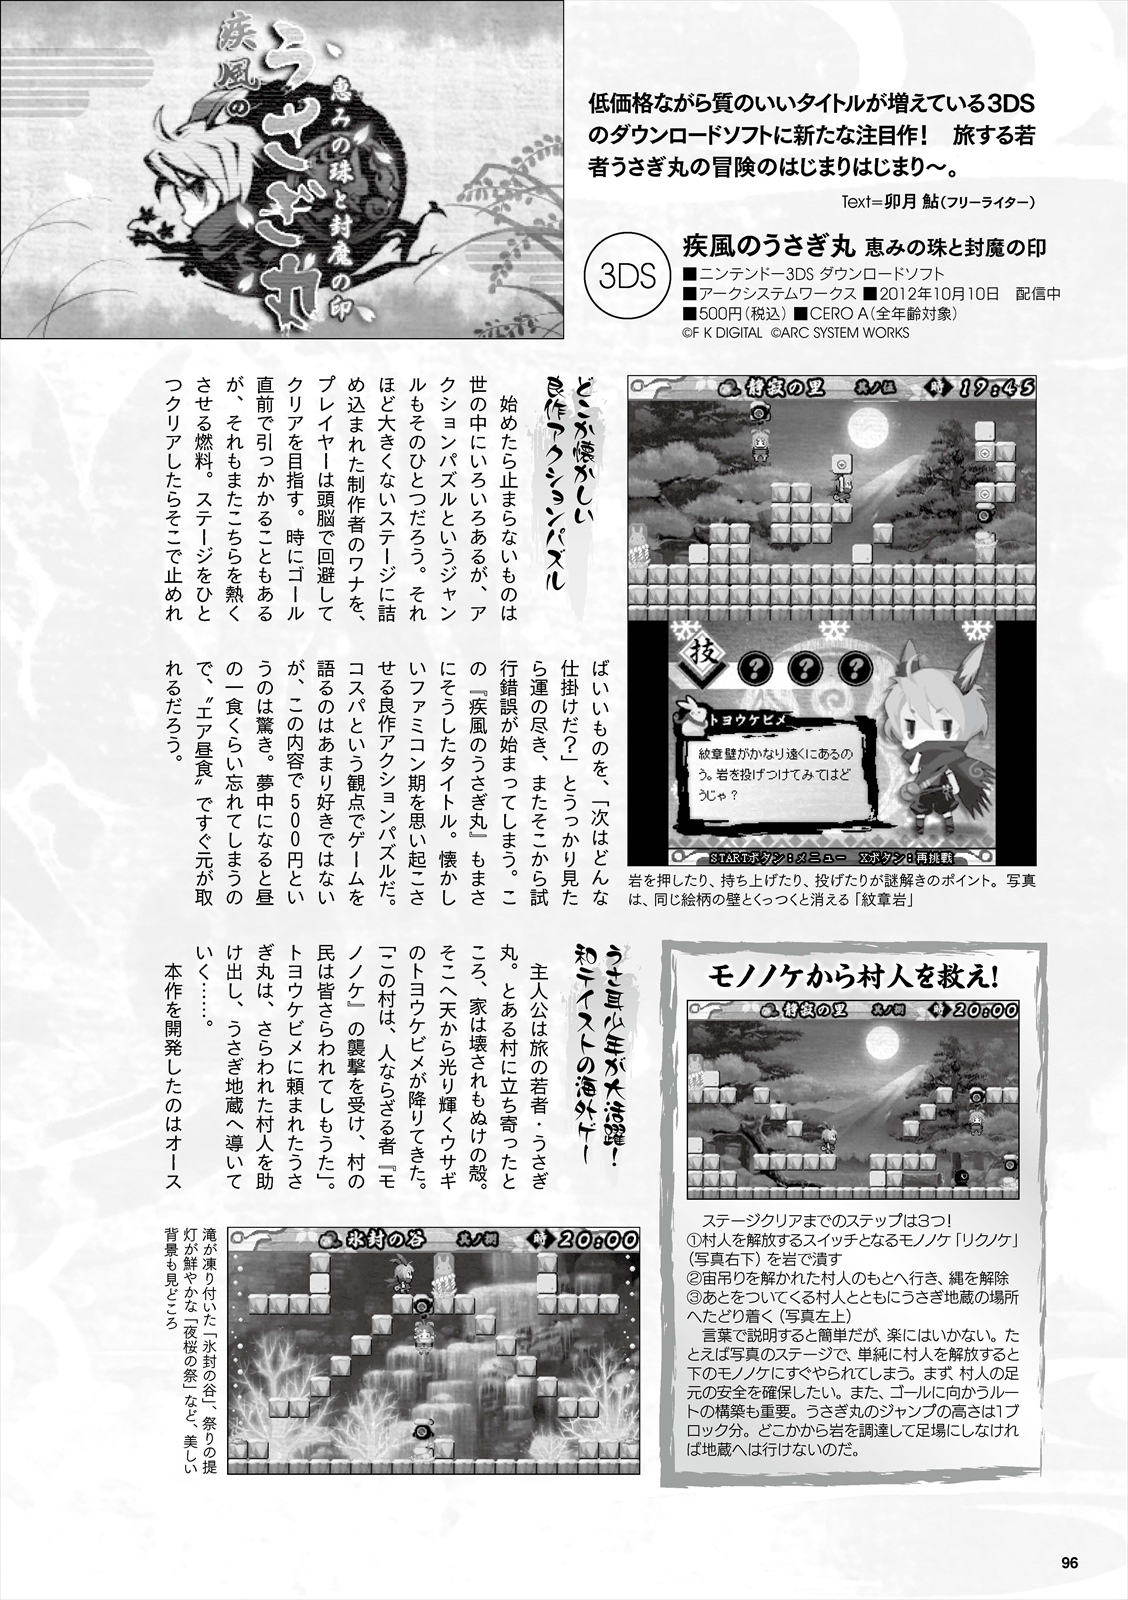 疾風の
うさぎ丸
恵みの珠と封魔の印
低価格ながら質のいいタイトルが増えている3DS
のダウンロードソフトに新たな注目作！　旅する若
者うさぎ丸の冒険のはじまりはじまり〜。
Text=卯月 鮎（フリーライター）
3DS
疾風のうさぎ丸 恵みの珠と封魔の印
■ニンテンドー3DS ダウンロードソフト
■アークシステムワークス ■2012年10月10日　配信中
■500円（税込） ■CERO A（全年齢対象）
©F K DIGITAL ©ARC SYSTEM WORKS
静寂の里 其ノ伍 時 19:45
技
？ ？ ？
トヨウケビメ
紋章壁がかなり遠くにあるの
う。岩を投げつけてみてはど
うじゃ？
STARTボタン：メニュー　Xボタン：再挑戦
岩を押したり、持ち上げたり、投げたりが謎解きのポイント。写真
は、同じ絵柄の壁とくっつくと消える「紋章岩」
どこか懐かしい
良作アクションパズル
始めたら止まらないものは
世の中にいろいろあるが、ア
クションパズルというジャン
ルもそのひとつだろう。それ
ほど大きくないステージに詰
め込まれた制作者のワナを、
プレイヤーは頭脳で回避して
クリアを目指す。時にゴール
直前で引っかかることもある
が、それもまたこちらを熱く
させる燃料。ステージをひと
つクリアしたらそこで止めれ
ばいいものを、「次はどんな
仕掛けだ？」とうっかり見た
ら運の尽き、またそこから試
行錯誤が始まってしまう。こ
の『疾風のうさぎ丸』もまさ
にそうしたタイトル。懐かし
いファミコン期を思い起こさ
せる良作アクションパズルだ。
コスパという観点でゲームを
語るのはあまり好きではない
が、この内容で500円とい
うのは驚き。夢中になると昼
の一食くらい忘れてしまうの
で、〝エア昼食〟ですぐ元が取
れるだろう。
うさ耳少年が大活躍！
和テイストの海外ゲー
主人公は旅の若者・うさぎ
丸。とある村に立ち寄ったと
ころ、家は壊されもぬけの殻。
そこへ天から光り輝くウサギ
のトヨウケビメが降りてきた。
「この村は、人ならざる者『モ
ノノケ』の襲撃を受け、村の
民は皆さらわれてしもうた」。
トヨウケビメに頼まれたうさ
ぎ丸は、さらわれた村人を助
け出し、うさぎ地蔵へ導いて
いく……。
本作を開発したのはオース
モノノケから村人を救え！
静寂の里 時 20:00
ステージクリアまでのステップは3つ！
①村人を解放するスイッチとなるモノノケ「リクノケ」
（写真右下）を岩で潰す
②宙吊りを解かれた村人のもとへ行き、縄を解除
③あとをついてくる村人とともにうさぎ地蔵の場所
へたどり着く（写真左上）
言葉で説明すると簡単だが、楽にはいかない。た
とえば写真のステージで、単純に村人を解放すると
下のモノノケにすぐやられてしまう。まず、村人の足
元の安全を確保したい。また、ゴールに向かうルー
トの構築も重要。うさぎ丸のジャンプの高さは1ブ
ロック分。どこかから岩を調達して足場にしなけれ
ば地蔵へは行けないのだ。
氷封の谷 時 20:00
滝が凍り付いた「氷封の谷」、祭りの提
灯が鮮やかな「夜桜の祭」など、美しい
背景も見どころ
96